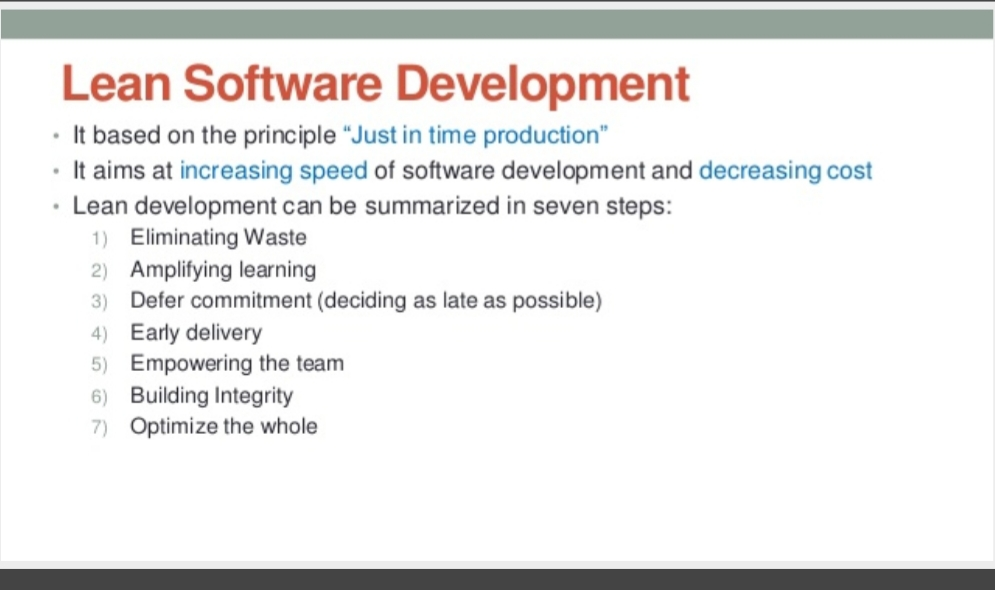 Lean Software Development
• It based on the principle “Just in time production”
• It aims at increasing speed of software development and decreasing cost
• Lean development can be summarized in seven steps:
1) Eliminating Waste
2) Amplifying learning
3) Defer commitment (deciding as late as possible)
4) Early delivery
5) Empowering the team
6) Building Integrity
7) Optimize the whole